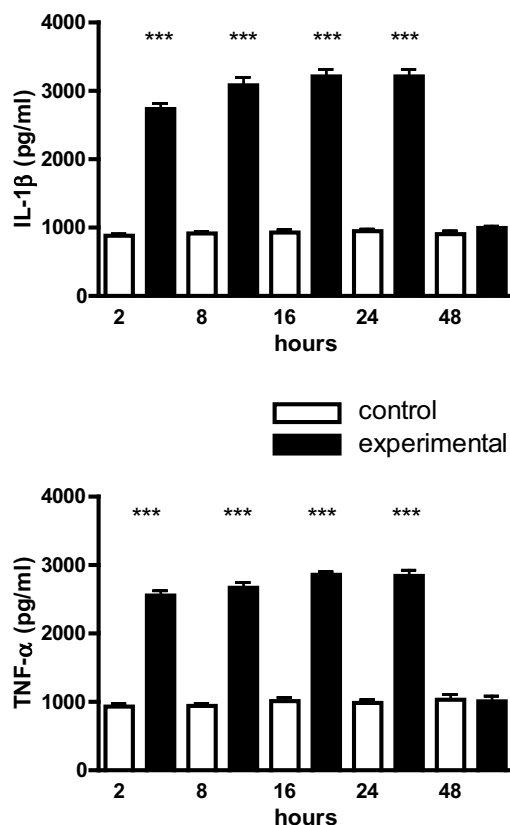 4000
3000
2000
1000
0
IL-1β (pg/ml)
*** *** *** ***
2 8 16 24 48
hours
control
experimental
4000
3000
2000
1000
0
TNF-α (pg/ml)
*** *** *** ***
2 8 16 24 48
hours